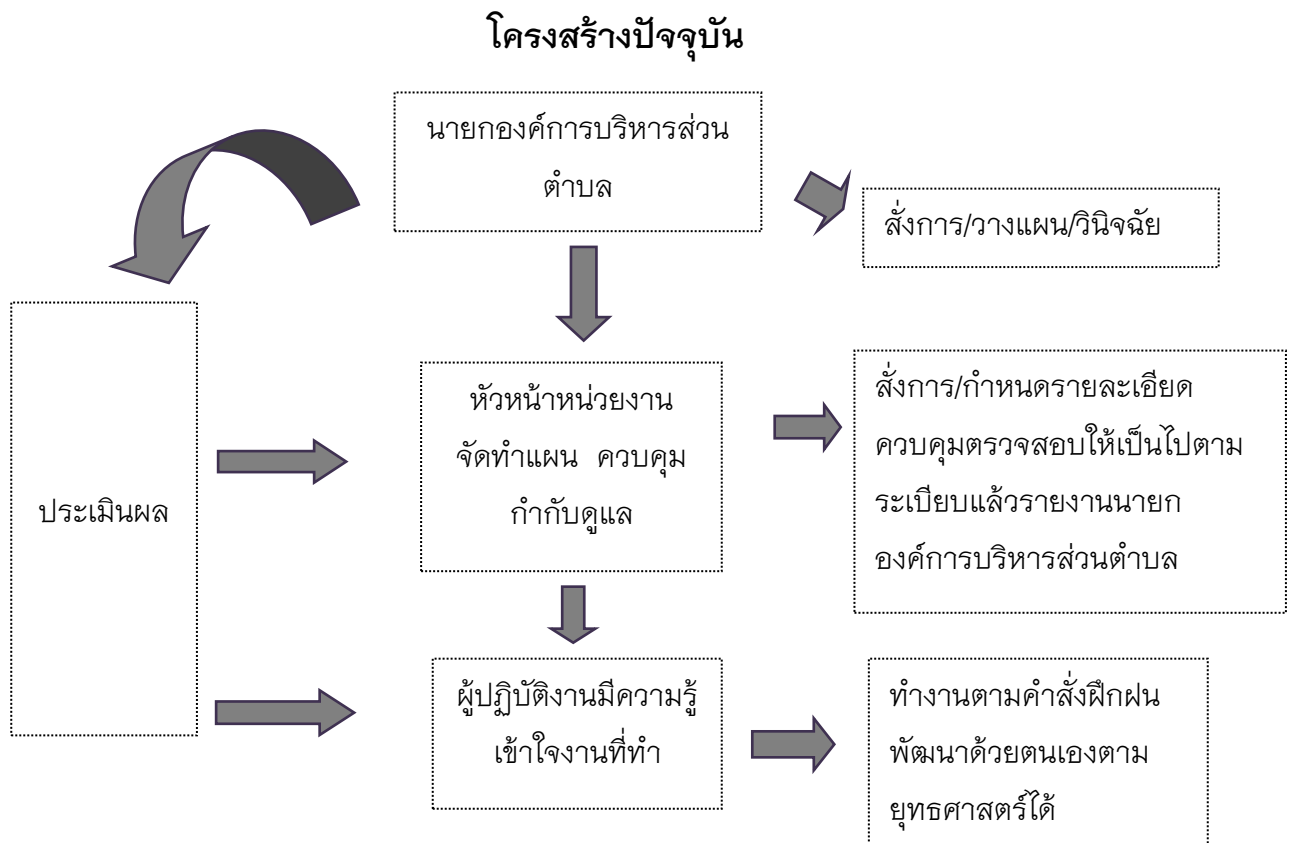 โครงสร้างปัจจุบัน
นายกองค์การบริหารส่วน
ตำบล
สั่งการ/วางแผน/วินิจฉัย
ประเมินผล
หัวหน้าหน่วยงาน
จัดทำแผน ควบคุม
กำกับดูแล
สั่งการ/กำหนดรายละเอียด
ควบคุมตรวจสอบให้เป็นไปตาม
ระเบียบแล้วรายงานนายก
องค์การบริหารส่วนตำบล
ผู้ปฏิบัติงานมีความรู้
เข้าใจงานที่ทำ
ทำงานตามคำสั่งฝึกฝน
พัฒนาด้วยตนเองตาม
ยุทธศาสตร์ได้